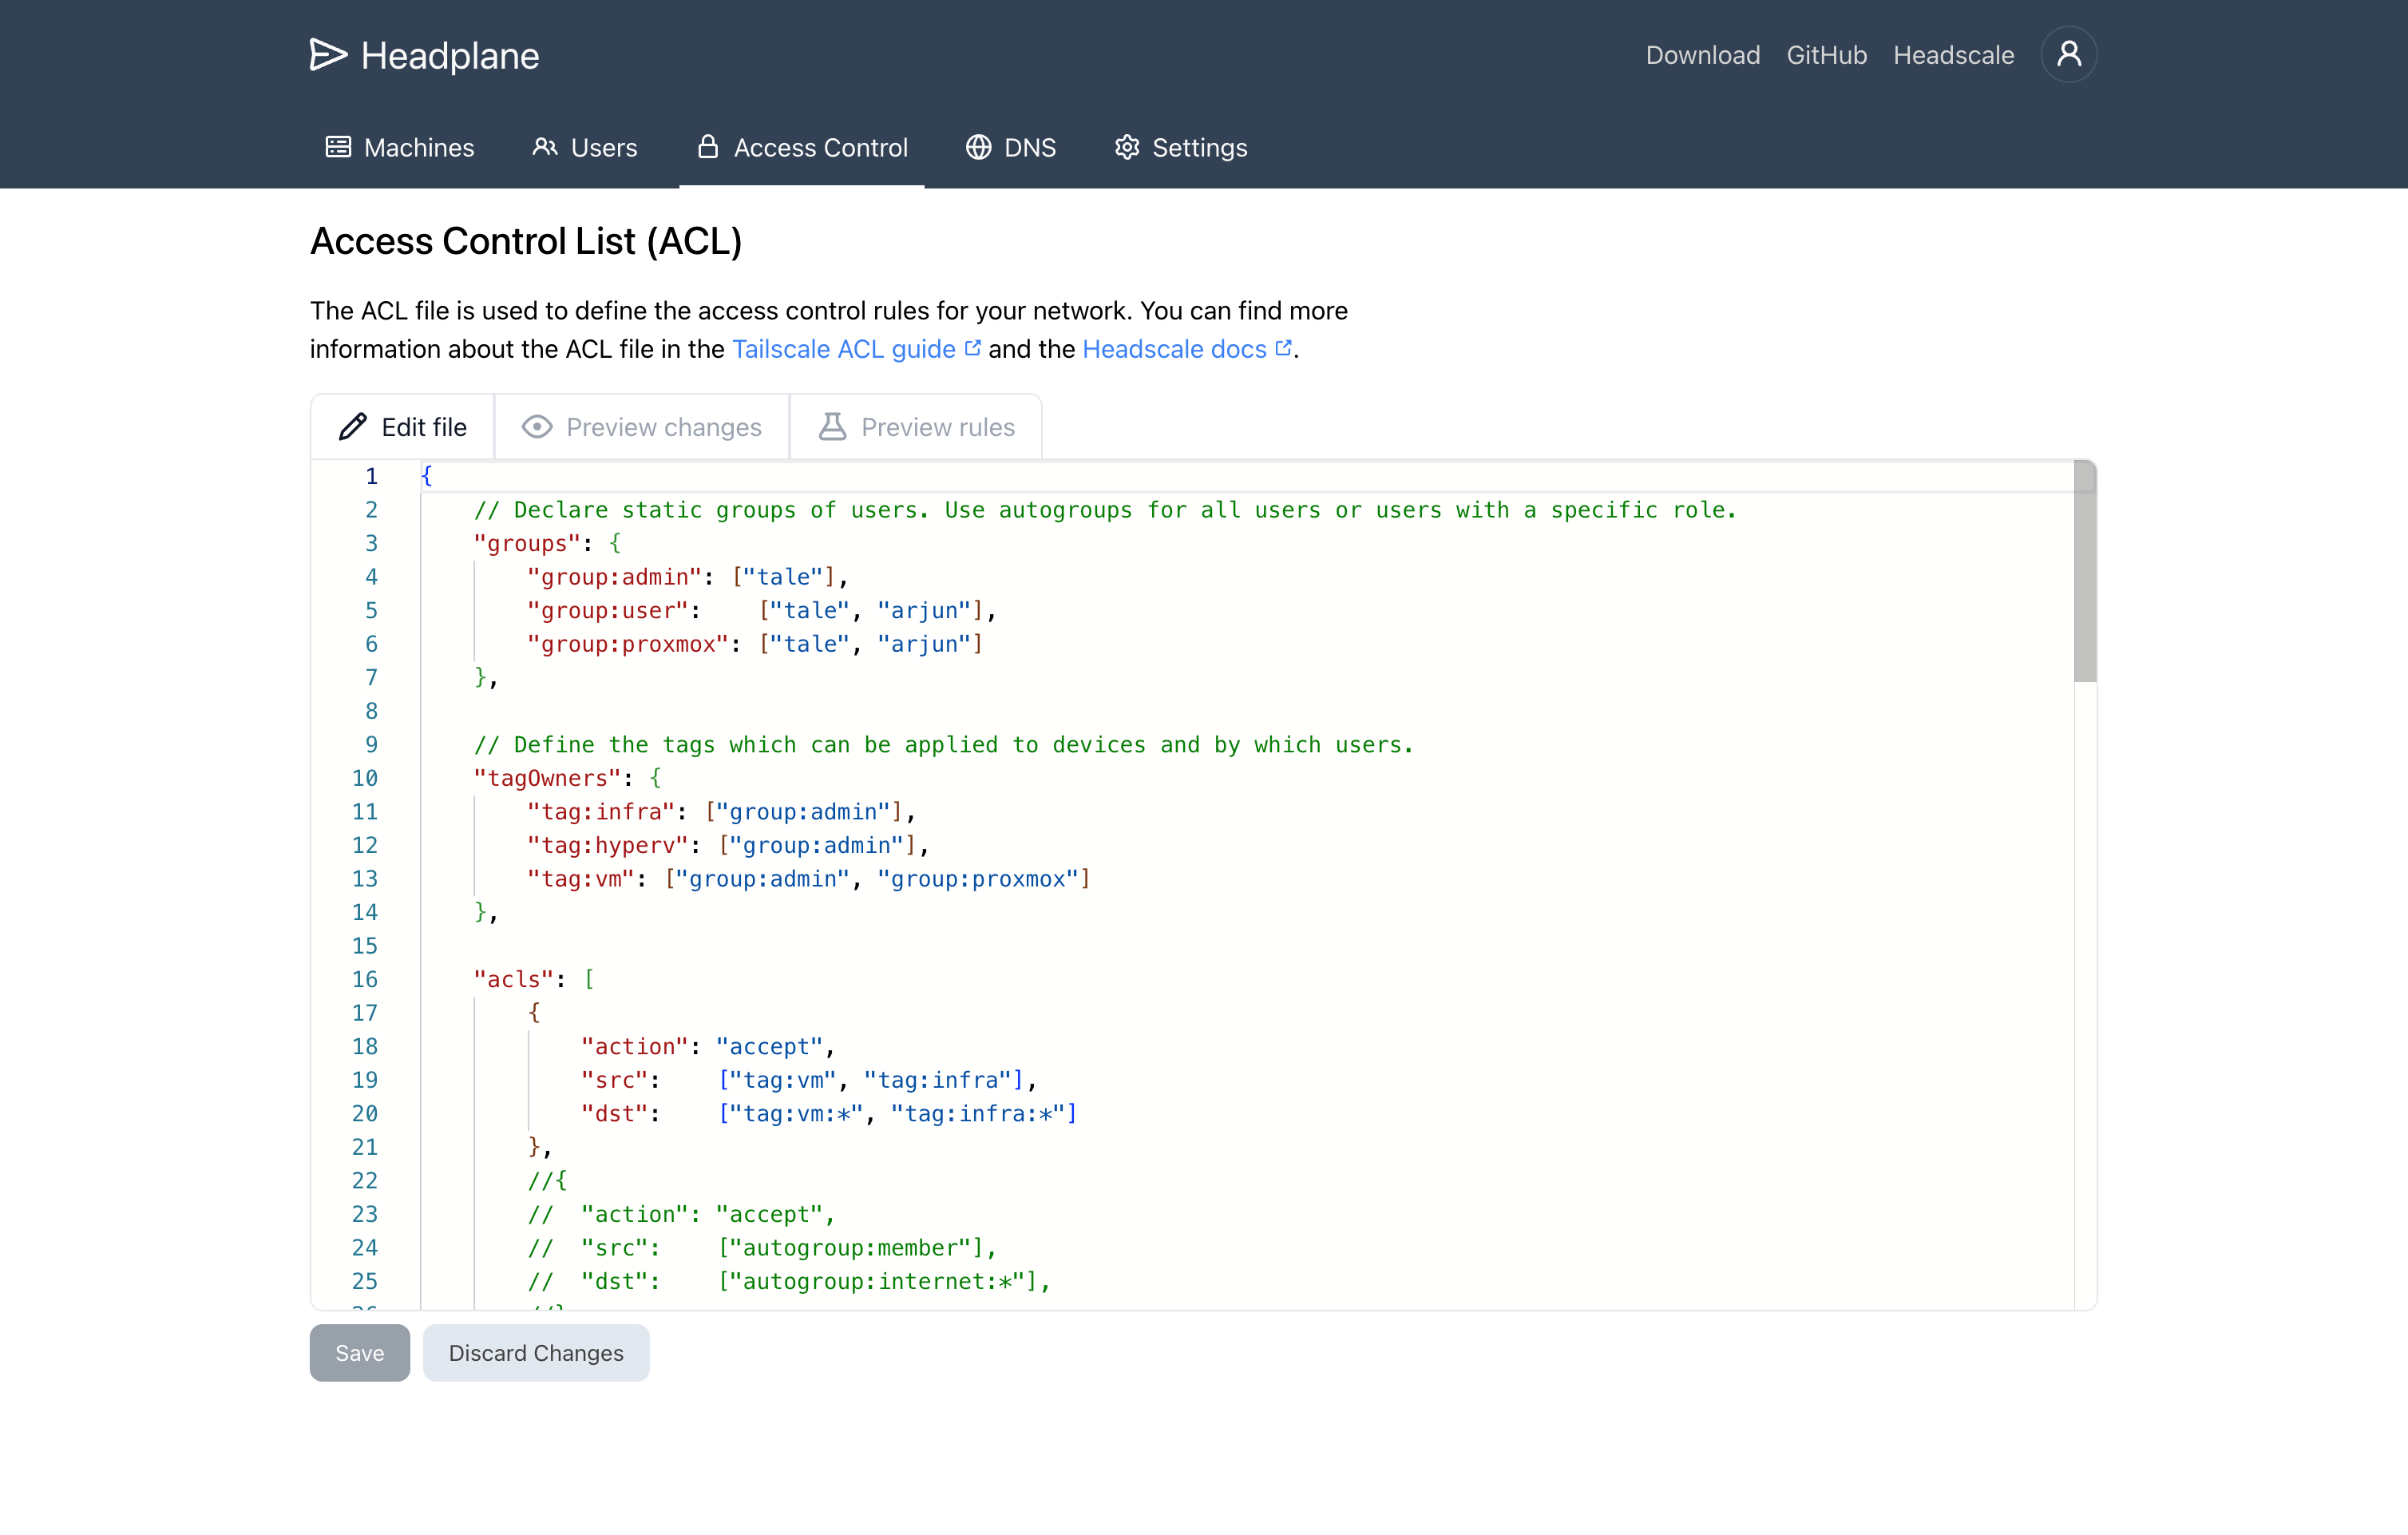 Headplane
Download GitHub Headscale
Machines Users Access Control DNS Settings
Access Control List (ACL)
The ACL file is used to define the access control rules for your network. You can find more
information about the ACL file in the Tailscale ACL guide and the Headscale docs.
Edit file Preview changes Preview rules
1 {
2 // Declare static groups of users. Use autogroups for all users or users with a specific role.
3 "groups": {
4 "group:admin": ["tale"],
5 "group:user": ["tale", "arjun"],
6 "group:proxmox": ["tale", "arjun"]
7 },
8
9 // Define the tags which can be applied to devices and by which users.
10 "tagOwners": {
11 "tag:infra": ["group:admin"],
12 "tag:hyperv": ["group:admin"],
13 "tag:vm": ["group:admin", "group:proxmox"]
14 },
15
16 "acls": [
17 {
18 "action": "accept",
19 "src": ["tag:vm", "tag:infra"],
20 "dst": ["tag:vm:*", "tag:infra:*"]
21 },
22 //{
23 // "action": "accept",
24 // "src": ["autogroup:member"],
25 // "dst": ["autogroup:internet:*"],
Save Discard Changes